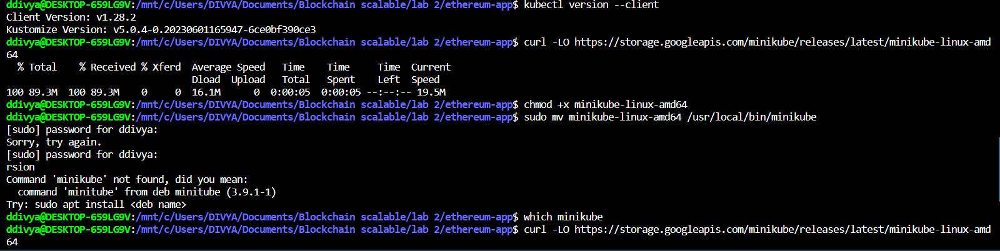 ddivya@DESKTOP-659LG9V:/mnt/c/Users/DIVYA/Documents/Blockchain scalable/lab 2/ethereum-app$ kubectl version --client
Client Version: v1.28.2
Kustomize Version: v5.0.4-0.20230601165947-6ce0bf390ce3
ddivya@DESKTOP-659LG9V:/mnt/c/Users/DIVYA/Documents/Blockchain scalable/lab 2/ethereum-app$ curl -LO https://storage.googleapis.com/minikube/releases/latest/minikube-linux-amd
64
  % Total    % Received % Xferd  Average Speed   Time    Time     Time  Current
                                 Dload  Upload   Total   Spent    Left  Speed
100 89.3M  100 89.3M    0     0  16.1M      0  0:00:05  0:00:05 --:--:-- 19.5M
ddivya@DESKTOP-659LG9V:/mnt/c/Users/DIVYA/Documents/Blockchain scalable/lab 2/ethereum-app$ chmod +x minikube-linux-amd64
ddivya@DESKTOP-659LG9V:/mnt/c/Users/DIVYA/Documents/Blockchain scalable/lab 2/ethereum-app$ sudo mv minikube-linux-amd64 /usr/local/bin/minikube
[sudo] password for ddivya:
Sorry, try again.
[sudo] password for ddivya:
rsion
Command 'minikube' not found, did you mean:
  command 'minitube' from deb minitube (3.9.1-1)
Try: sudo apt install <deb name>
ddivya@DESKTOP-659LG9V:/mnt/c/Users/DIVYA/Documents/Blockchain scalable/lab 2/ethereum-app$ which minikube
ddivya@DESKTOP-659LG9V:/mnt/c/Users/DIVYA/Documents/Blockchain scalable/lab 2/ethereum-app$ curl -LO https://storage.googleapis.com/minikube/releases/latest/minikube-linux-amd
64